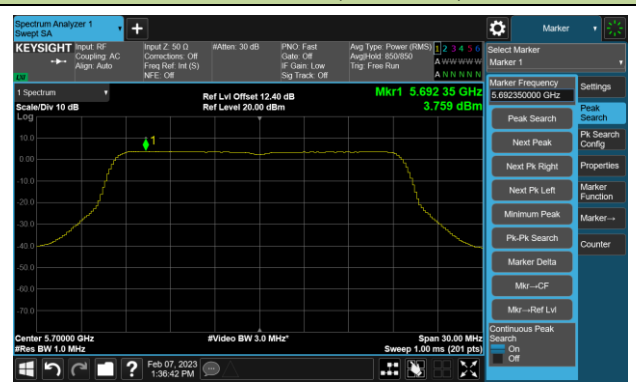 Spectrum Analyzer 1
Swept SA
Marker
KEYSIGHT
Input: RF
Coupling: AC
Align: Auto
Input Z: 50 Ω
Corrections: Off
Freq Ref: Int (S)
NFE: Off
#Atten: 30 dB
PNO: Fast
Gate: Off
IF Gain: Low
Sig Track: Off
Avg Type: Power (RMS)
Avg|Hold: 850/850
Trig: Free Run
1 2 3 4 5 6
A W W W W W
A N N N N N
LXI
Select Marker
Marker 1
1 Spectrum
Scale/Div 10 dB
Log
Ref Lvl Offset 12.40 dB
Ref Level 20.00 dBm
Mkr1 5.692 35 GHz
3.759 dBm
1
10.0
0.00
-10.0
-20.0
-30.0
-40.0
-50.0
-60.0
-70.0
Center 5.70000 GHz
#Res BW 1.0 MHz
#Video BW 3.0 MHz*
Span 30.00 MHz
Sweep 1.00 ms (201 pts)
Marker Frequency
5.692350000 GHz
Peak Search
Next Peak
Next Pk Right
Next Pk Left
Minimum Peak
Pk-Pk Search
Marker Delta
Mkr→CF
Mkr→Ref Lvl
Continuous Peak
Search
On
Off
Settings
Peak
Search
Pk Search
Config
Properties
Marker
Function
Marker→
Counter
?
Feb 07, 2023
1:36:42 PM